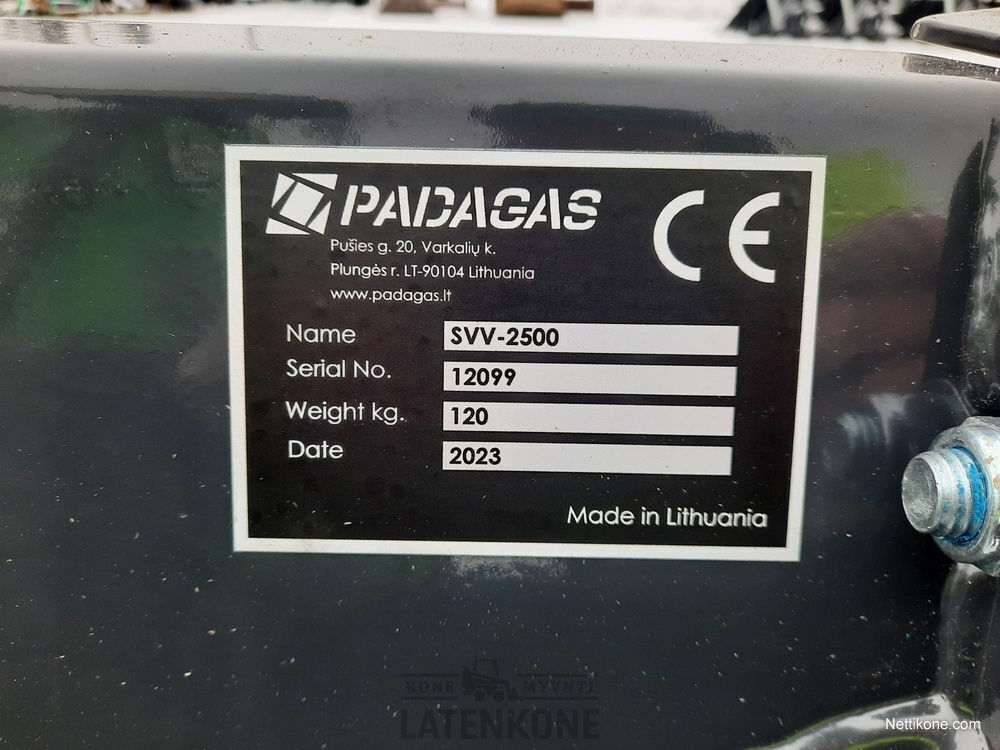 PADAGAS
CE
Pušies g. 20, Varkalių k.
Plungės r. LT-90104 Lithuania
www.padagas.lt
Name SVV-2500
Serial No. 12099
Weight kg. 120
Date 2023
Made in Lithuania
KONE MYYNTI
LATENKONE
Nettikone.com